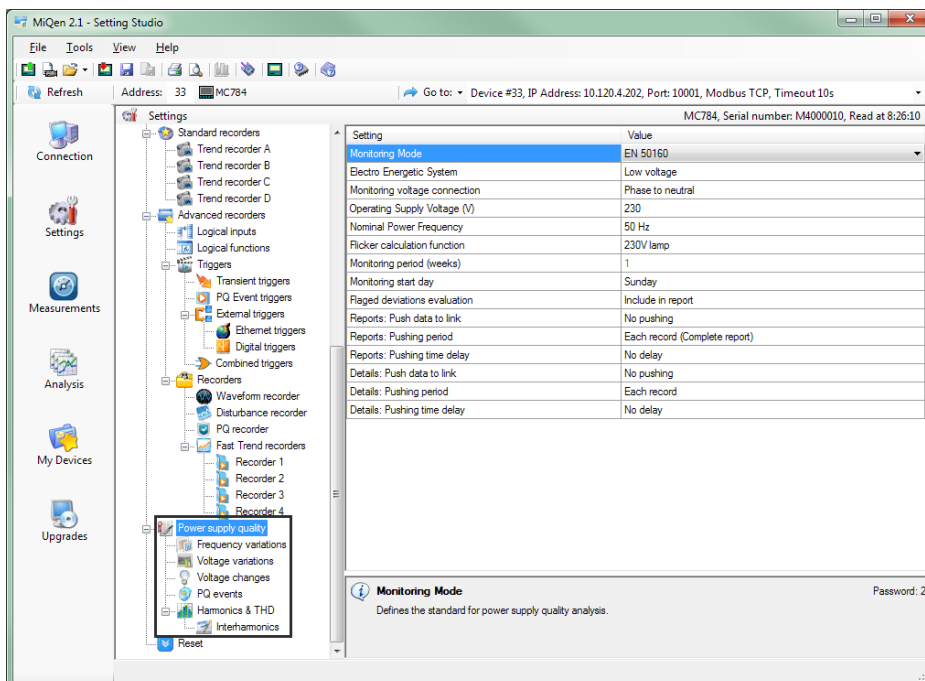 MiQen 2.1 - Setting Studio
File Tools View Help
Refresh Address: 33 MC784 Go to: Device #33, IP Address: 10.120.4.202, Port: 10001, Modbus TCP, Timeout 10s
Settings MC784, Serial number: M4000010, Read at 8:26:10
Connection
Settings
Measurements
Analysis
My Devices
Upgrades
Standard recorders
Trend recorder A
Trend recorder B
Trend recorder C
Trend recorder D
Advanced recorders
Logical inputs
Logical functions
Triggers
Transient triggers
PQ Event triggers
External triggers
Ethernet triggers
Digital triggers
Combined triggers
Recorders
Waveform recorder
Disturbance recorder
PQ recorder
Fast Trend recorders
Recorder 1
Recorder 2
Recorder 3
Recorder 4
Power supply quality
Frequency variations
Voltage variations
Voltage changes
PQ events
Harmonics & THD
Interharmonics
Reset
Setting Value
Monitoring Mode EN 50160
Electro Energetic System Low voltage
Monitoring voltage connection Phase to neutral
Operating Supply Voltage (V) 230
Nominal Power Frequency 50 Hz
Flicker calculation function 230V lamp
Monitoring period (weeks) 1
Monitoring start day Sunday
Flaged deviations evaluation Include in report
Reports: Push data to link No pushing
Reports: Pushing period Each record (Complete report)
Reports: Pushing time delay No delay
Details: Push data to link No pushing
Details: Pushing period Each record
Details: Pushing time delay No delay
Monitoring Mode Password: 2
Defines the standard for power supply quality analysis.